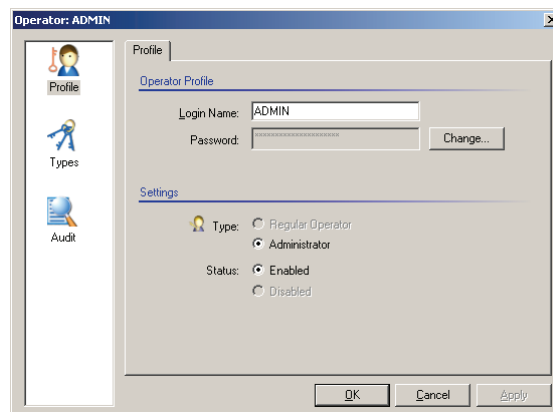 Operator: ADMIN
Profile
Types
Audit
Profile
Operator Profile
Login Name: ADMIN
Password: ******************** Change...
Settings
Type: Regular Operator
Administrator
Status: Enabled
Disabled
OK Cancel Apply